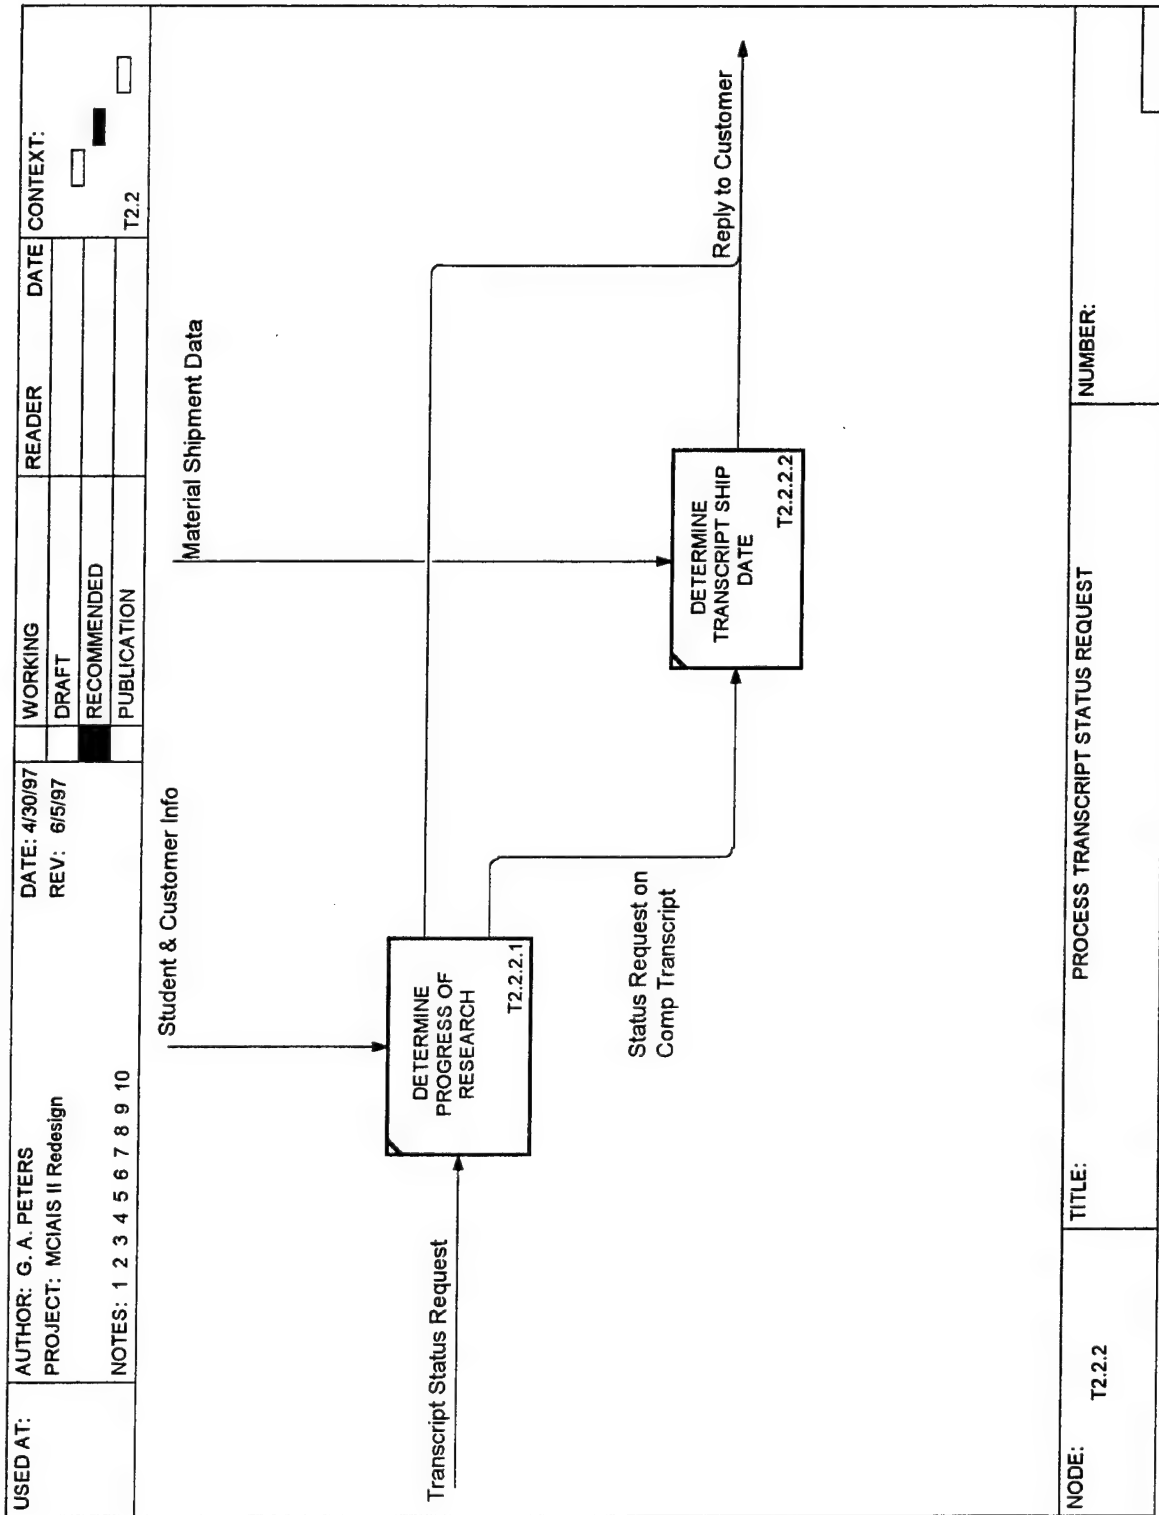 USED AT:
AUTHOR: G. A. PETERS
PROJECT: MCIAIS II Redesign
NOTES: 1 2 3 4 5 6 7 8 9 10
DATE: 4/30/97
REV: 6/5/97
WORKING
DRAFT
RECOMMENDED
PUBLICATION
READER
DATE
CONTEXT:
T2.2
Student & Customer Info
Material Shipment Data
Transcript Status Request
DETERMINE
PROGRESS OF
RESEARCH
T2.2.2.1
Status Request on
Comp Transcript
DETERMINE
TRANSCRIPT SHIP
DATE
T2.2.2.2
Reply to Customer
NODE:
T2.2.2
TITLE:
PROCESS TRANSCRIPT STATUS REQUEST
NUMBER: